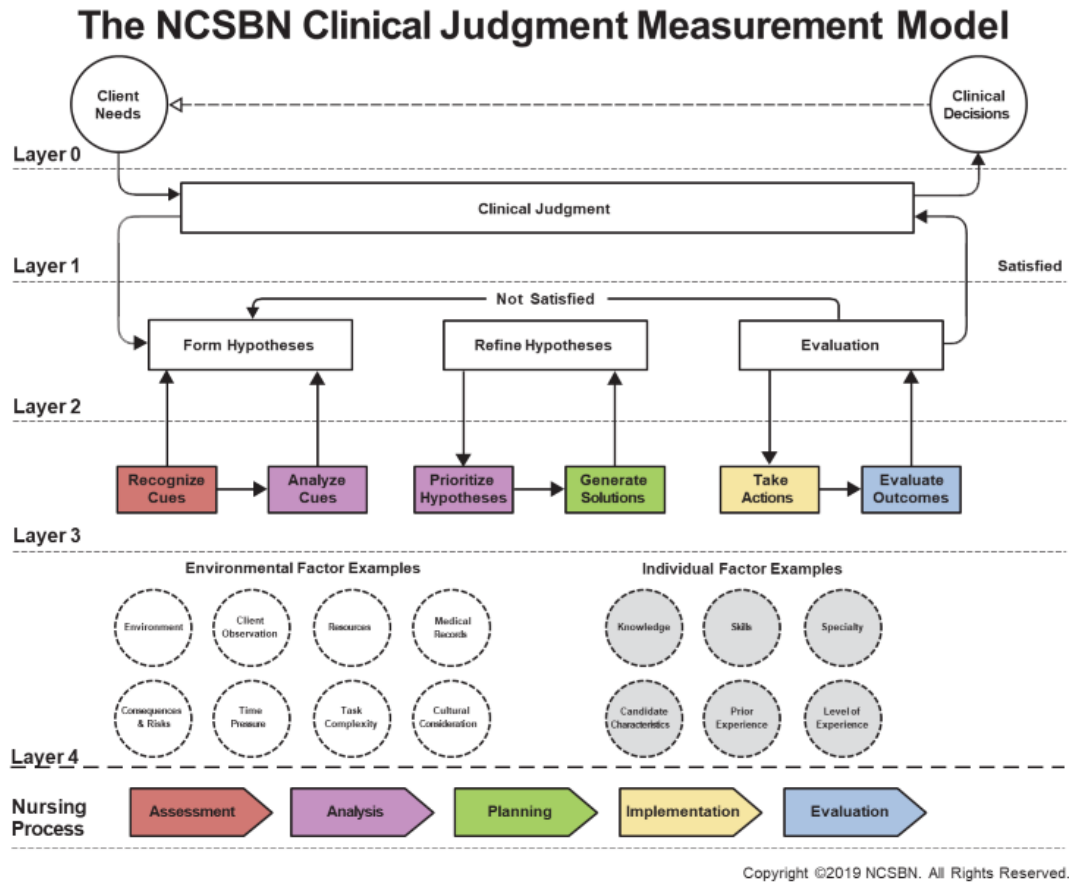 The NCSBN Clinical Judgment Measurement Model
Client
Needs
Clinical
Decisions
Layer 0
Clinical Judgment
Layer 1
Satisfied
Not Satisfied
Form Hypotheses
Refine Hypotheses
Evaluation
Layer 2
Recognize
Cues
Analyze
Cues
Prioritize
Hypotheses
Generate
Solutions
Take
Actions
Evaluate
Outcomes
Layer 3
Environmental Factor Examples
Individual Factor Examples
Environment
Client
Observation
Resources
Medical
Records
Knowledge
Skills
Specialty
Consequences
& Risks
Time
Pressure
Task
Complexity
Cultural
Consideration
Candidate
Characteristics
Prior
Experience
Level of
Experience
Layer 4
Nursing
Process
Assessment
Analysis
Planning
Implementation
Evaluation
Copyright ©2019 NCSBN. All Rights Reserved.